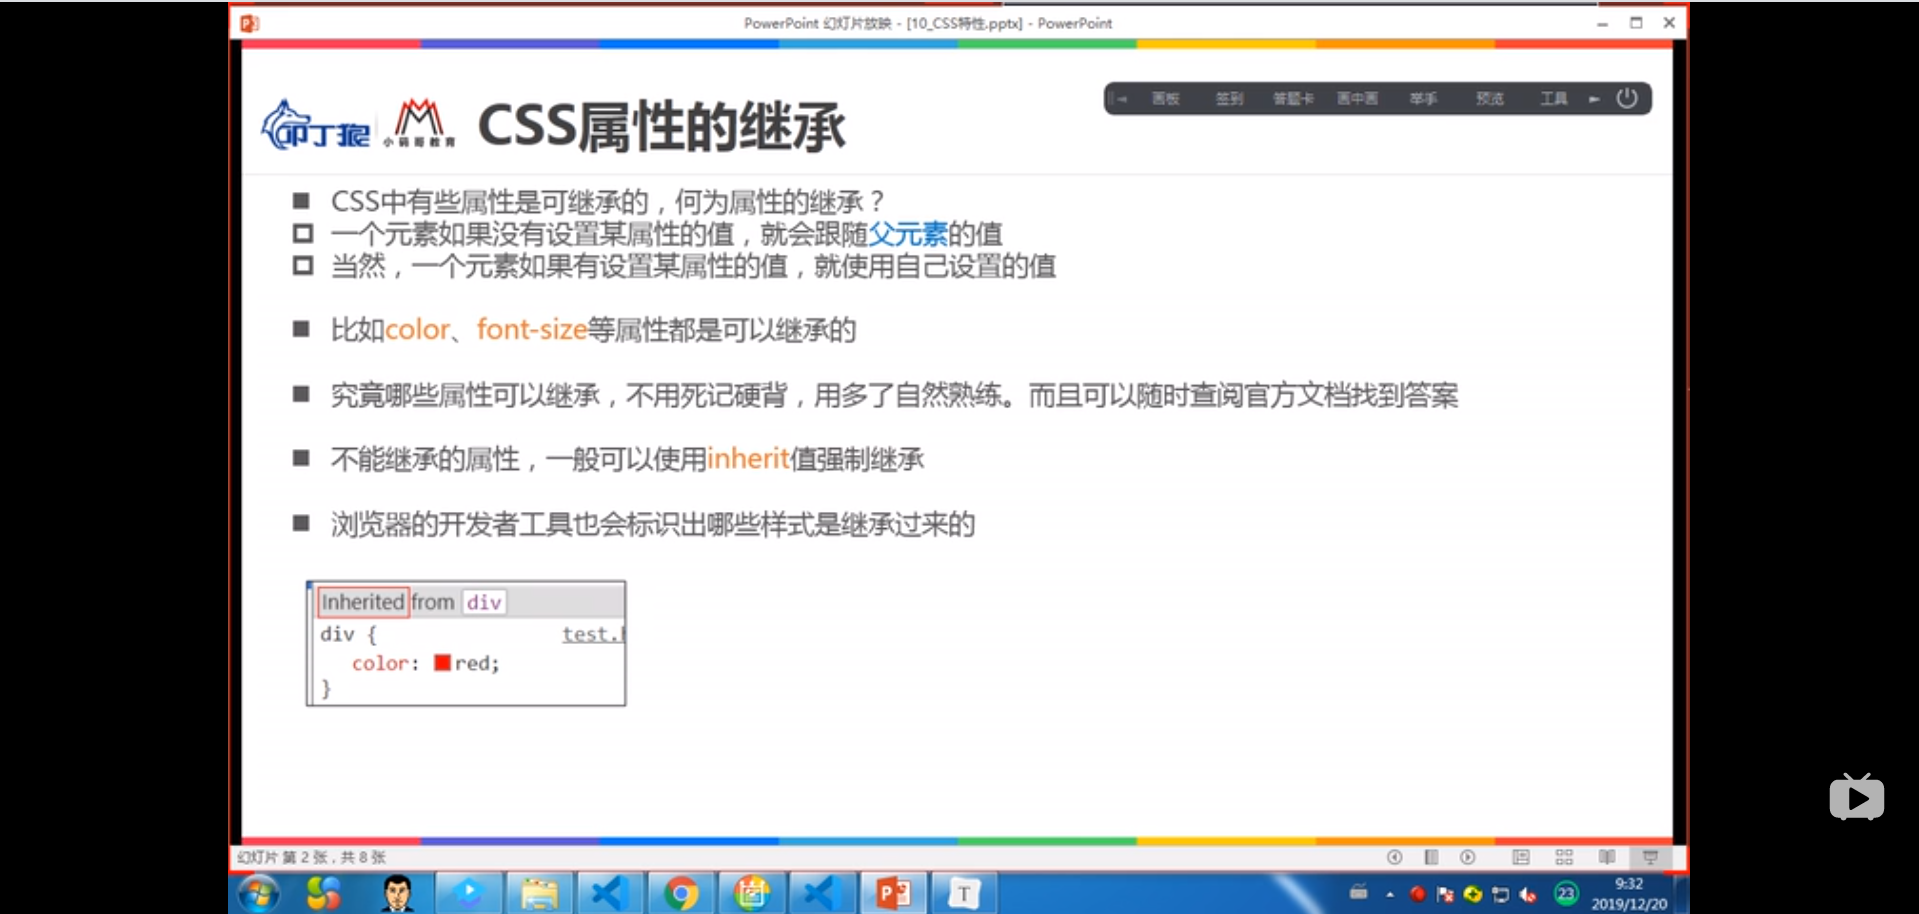 PowerPoint 幻灯片放映 - [10_CSS特性.pptx] - PowerPoint
画板 签到 答题卡 画中画 举手 预览 工具
叩丁狼 小码哥教育 CSS属性的继承
CSS中有些属性是可继承的，何为属性的继承？
一个元素如果没有设置某属性的值，就会跟随父元素的值
当然，一个元素如果有设置某属性的值，就使用自己设置的值
比如color、font-size等属性都是可以继承的
究竟哪些属性可以继承，不用死记硬背，用多了自然熟练。而且可以随时查阅官方文档找到答案
不能继承的属性，一般可以使用inherit值强制继承
浏览器的开发者工具也会标识出哪些样式是继承过来的
Inherited from div
div { test.
color: red;
}
幻灯片 第 2 张，共 8 张
T 23 9:32
2019/12/20